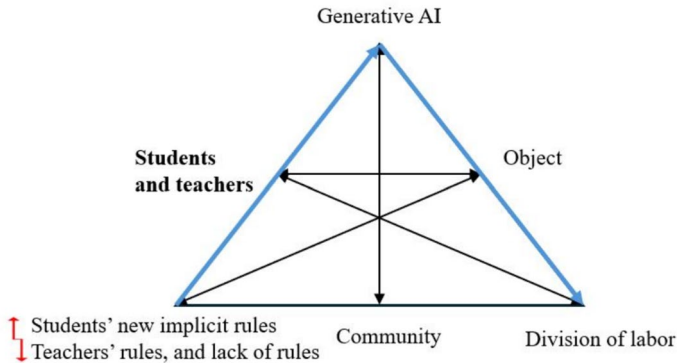 Generative AI
Students
and teachers
Object
Students’ new implicit rules
Teachers’ rules, and lack of rules
Community
Division of labor